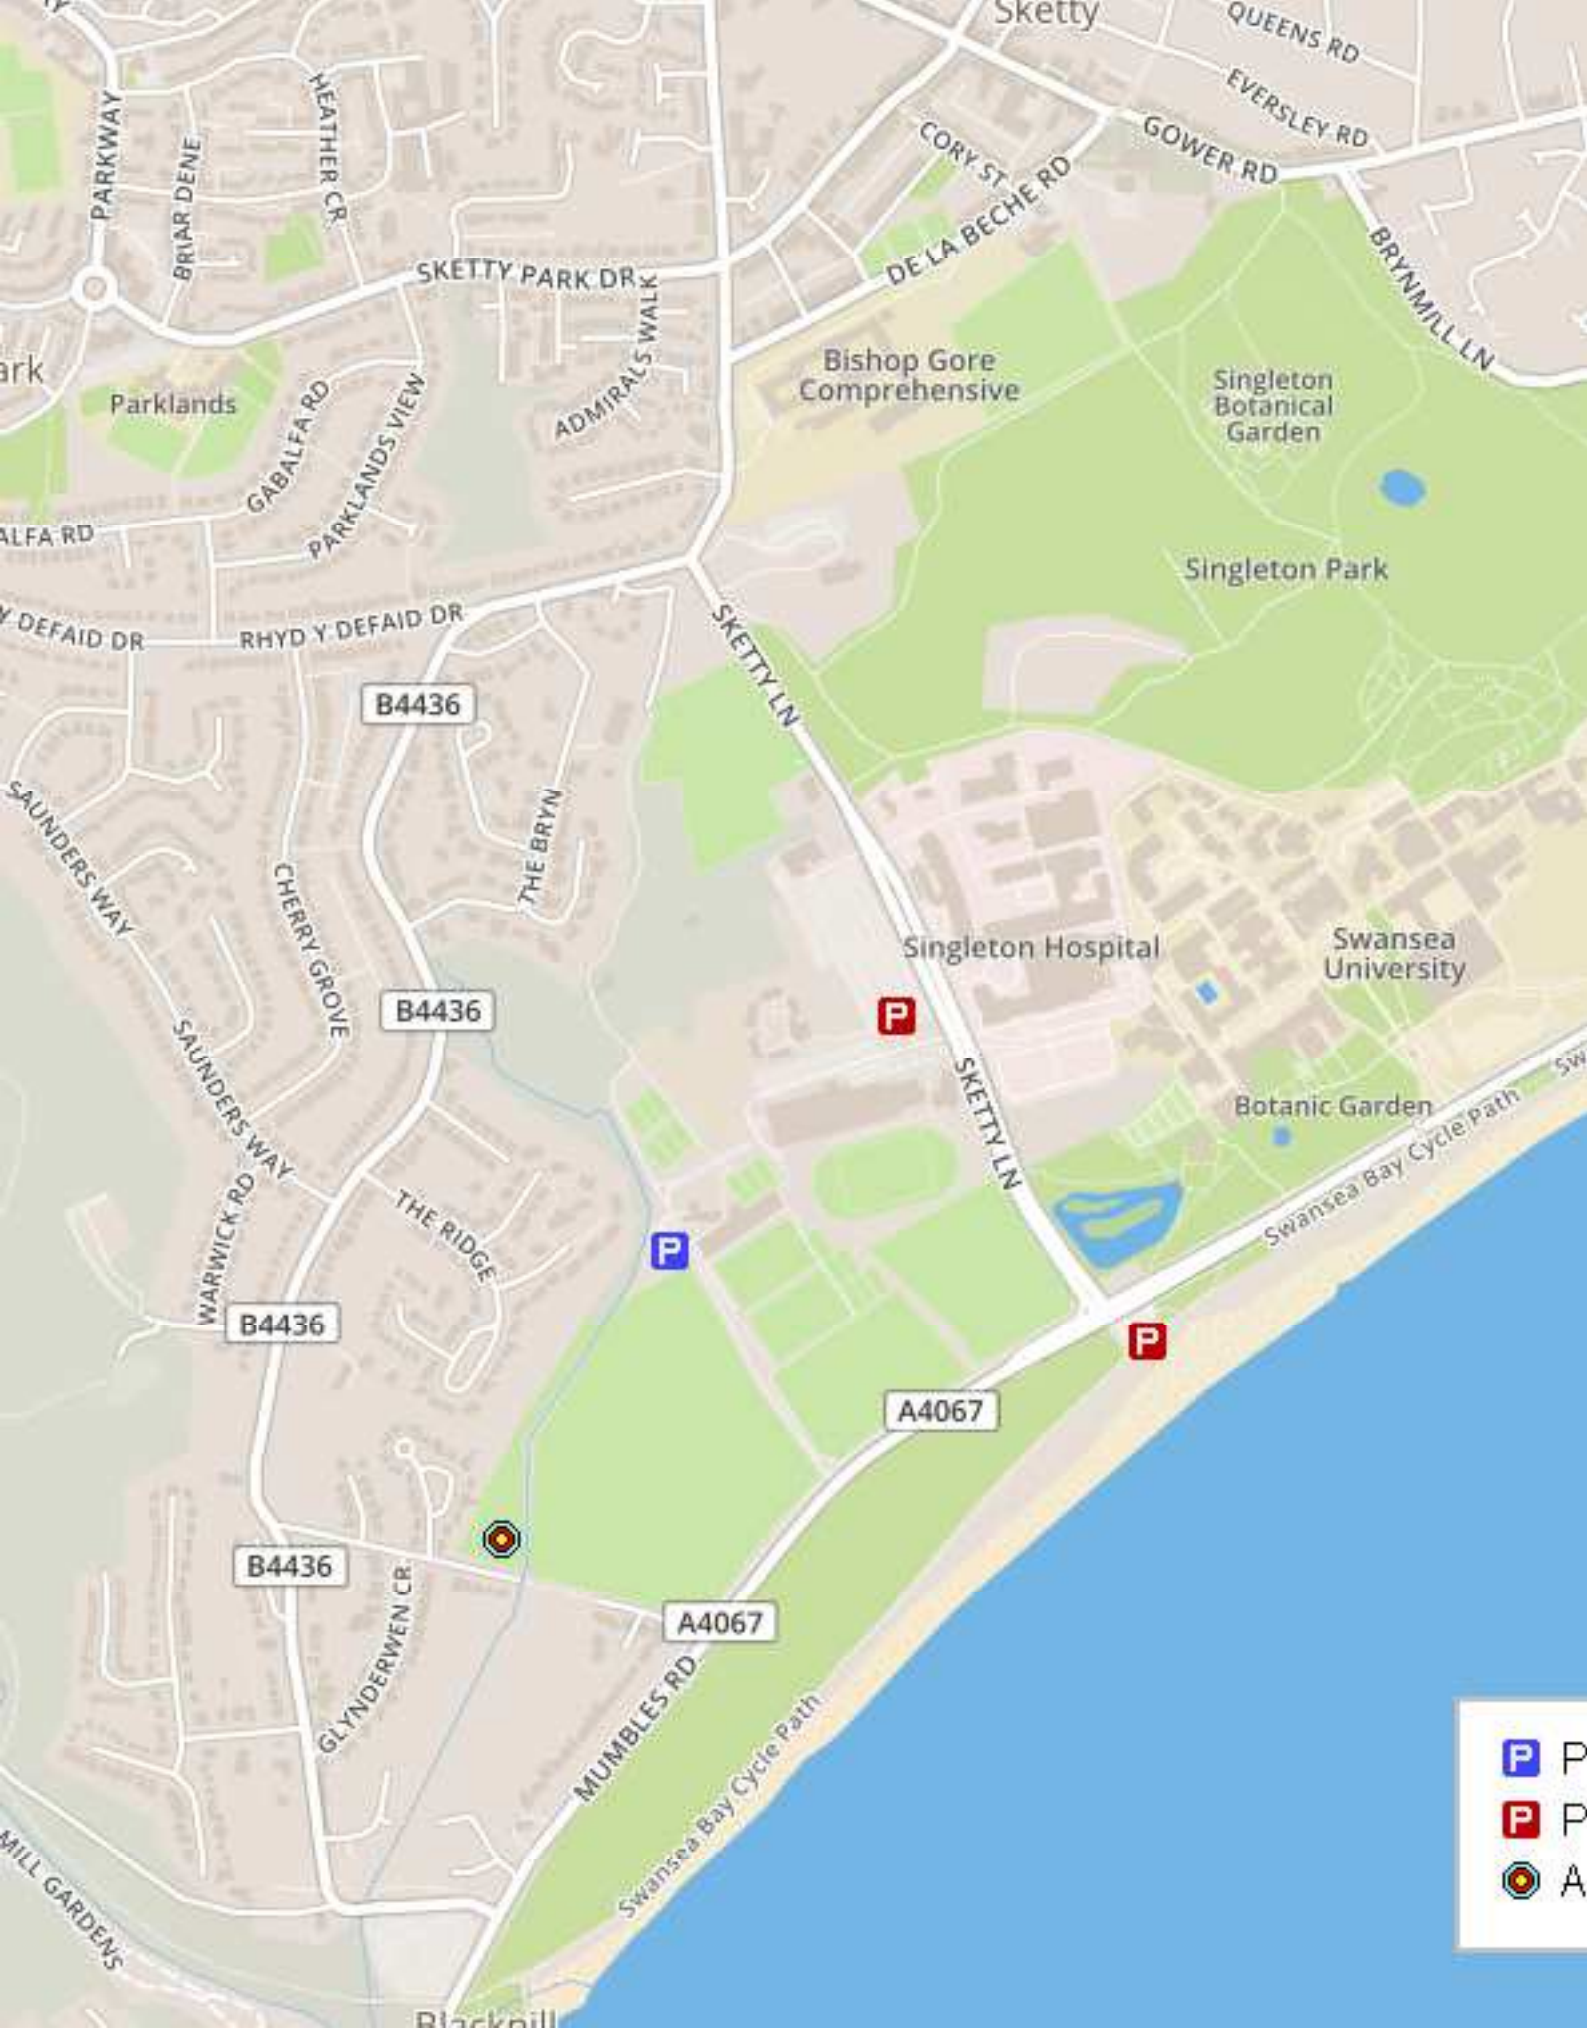 Sketty
QUEENS RD
EVERSLEY RD
GOWER RD
CORY ST
DE LA BECHE RD
PARKWAY
HEATHER CR
BRIAR DENE
SKETTY PARK DR
ADMIRALS WALK
BRYNMILL LN
ark
Parklands
Bishop Gore
Comprehensive
Singleton
Botanical
Garden
GABALFA RD
PARKLANDS VIEW
ALFA RD
Singleton Park
Y DEFAID DR
RHYD Y DEFAID DR
SKETTY LN
B4436
SAUNDERS WAY
THE BRYN
CHERRY GROVE
Singleton Hospital
Swansea
University
B4436
P
SAUNDERS WAY
SKETTY LN
Botanic Garden
Swansea Bay Cycle Path
Sw
WARWICK RD
THE RIDGE
P
B4436
P
A4067
B4436
GLYNDERWEN CR
A4067
MUMBLES RD
Swansea Bay Cycle Path
P P
P P
A
MILL GARDENS
Blackpill